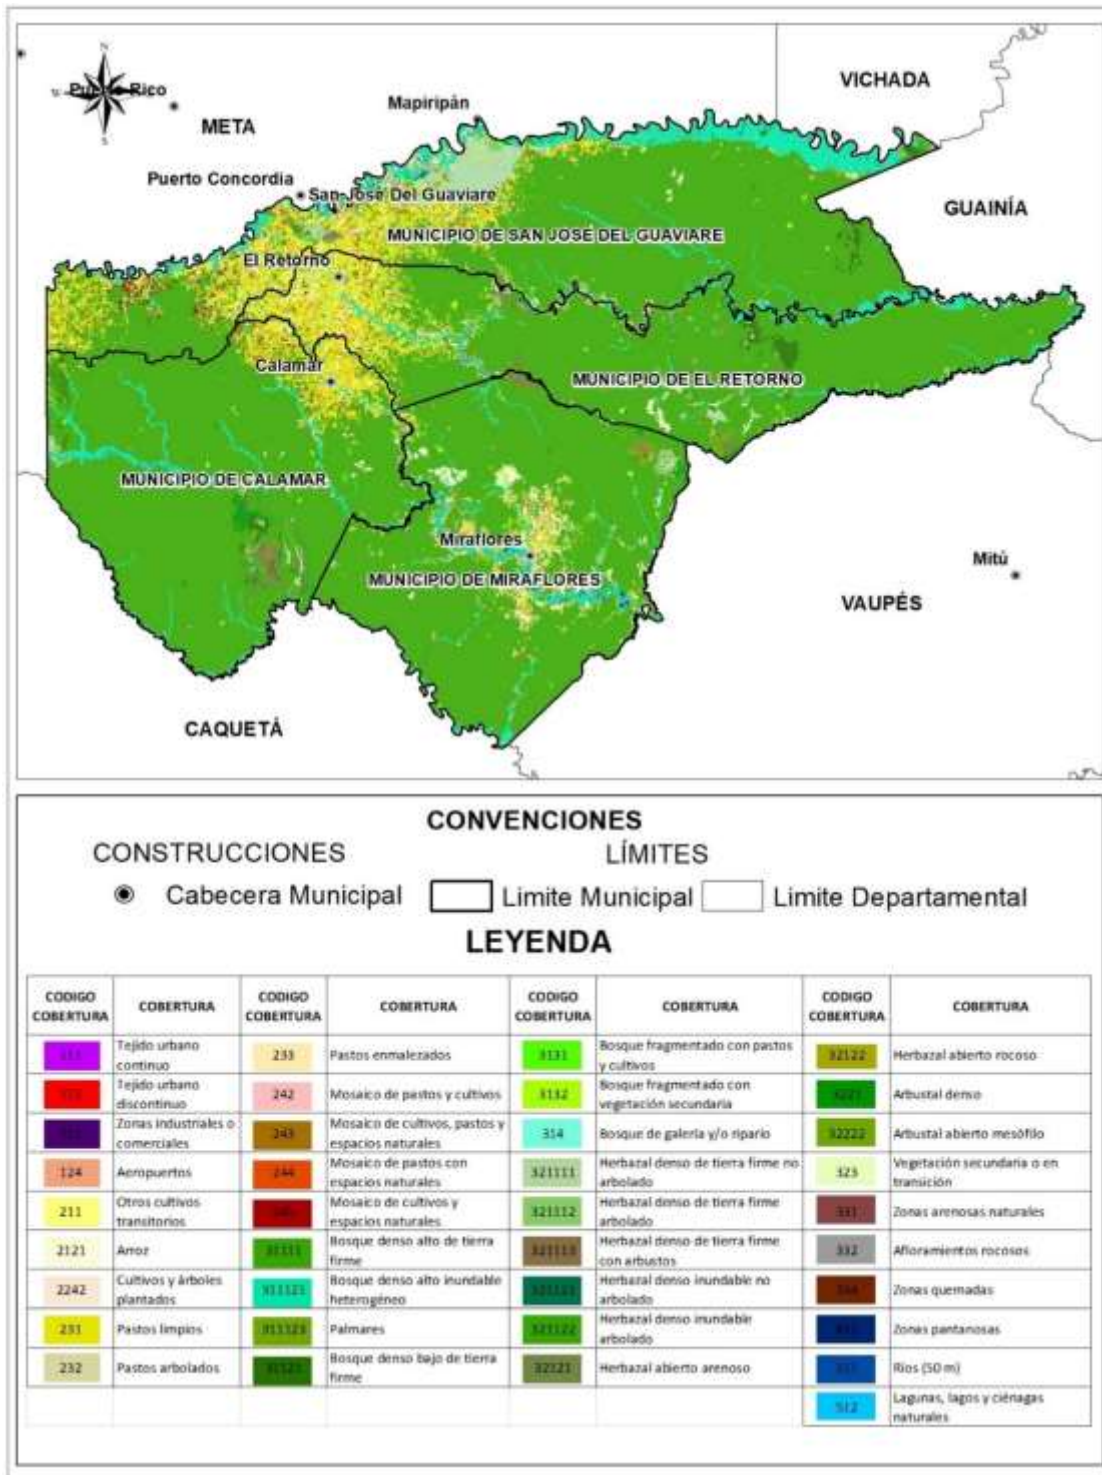 N
S
Rico
VICHADA
Mapiripán
META
Puerto Concordia
San José Del Guaviare
GUAINÍA
MUNICIPIO DE SAN JOSE DEL GUAVIARE
El Retorno
Calamar
MUNICIPIO DE EL RETORNO
MUNICIPIO DE CALAMAR
Miraflores
Mitú
MUNICIPIO DE MIRAFLORES
VAUPÉS
CAQUETÁ
CONVENCIONES
CONSTRUCCIONES LÍMITES
Cabecera Municipal Limite Municipal Limite Departamental
LEYENDA
CODIGO COBERTURA COBERTURA CODIGO COBERTURA COBERTURA CODIGO COBERTURA COBERTURA CODIGO COBERTURA COBERTURA
Tejido urbano continuo 233 Pastos enmalezados 3131 Bosque fragmentado con pastos y cultivos 32122 Herbazal abierto rocoso
Tejido urbano discontinuo 242 Mosaico de pastos y cultivos 3132 Bosque fragmentado con vegetación secundaria Arbustal denso
Zonas industriales o comerciales 243 Mosaico de cultivos, pastos y espacios naturales 314 Bosque de galería y/o ripario 32222 Arbustal abierto mesófilo
124 Aeropuertos 244 Mosaico de pastos con espacios naturales 321111 Herbazal denso de tierra firme no arbolado 323 Vegetación secundaria o en transición
211 Otros cultivos transitorios Mosaico de cultivos y espacios naturales 321112 Herbazal denso de tierra firme arbolado 331 Zonas arenosas naturales
2121 Arroz 31111 Bosque denso alto de tierra firme 321113 Herbazal denso de tierra firme con arbustos 332 Afloramientos rocosos
2242 Cultivos y árboles plantados 311121 Bosque denso alto inundable heterogéneo Herbazal denso inundable no arbolado Zonas quemadas
231 Pastos limpios 311123 Palmares 321122 Herbazal denso inundable arbolado Zonas pantanosas
232 Pastos arbolados Bosque denso bajo de tierra firme 32121 Herbazal abierto arenoso Rios (50 m)
512 Lagunas, lagos y ciénagas naturales